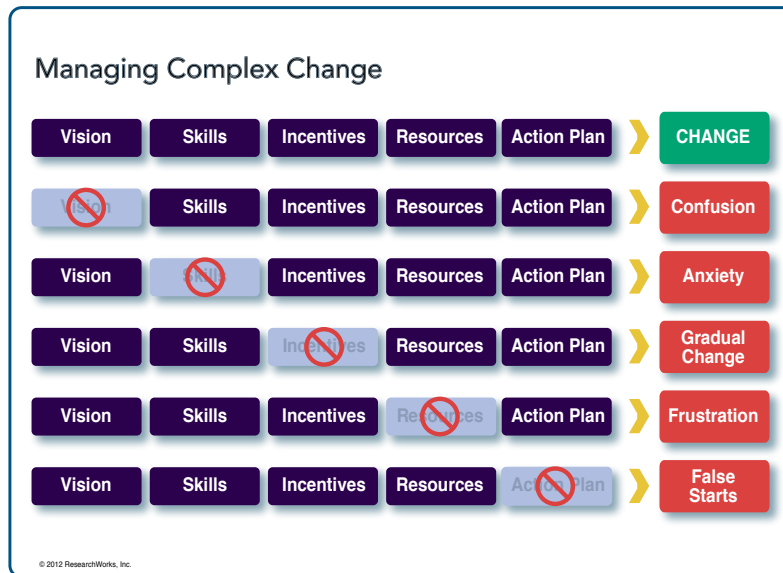 Managing Complex Change
Vision Skills Incentives Resources Action Plan CHANGE
Vision Skills Incentives Resources Action Plan Confusion
Vision Skills Incentives Resources Action Plan Anxiety
Vision Skills Incentives Resources Action Plan Gradual
Change
Vision Skills Incentives Resources Action Plan Frustration
Vision Skills Incentives Resources Action Plan False
Starts
© 2012 ResearchWorks, Inc.